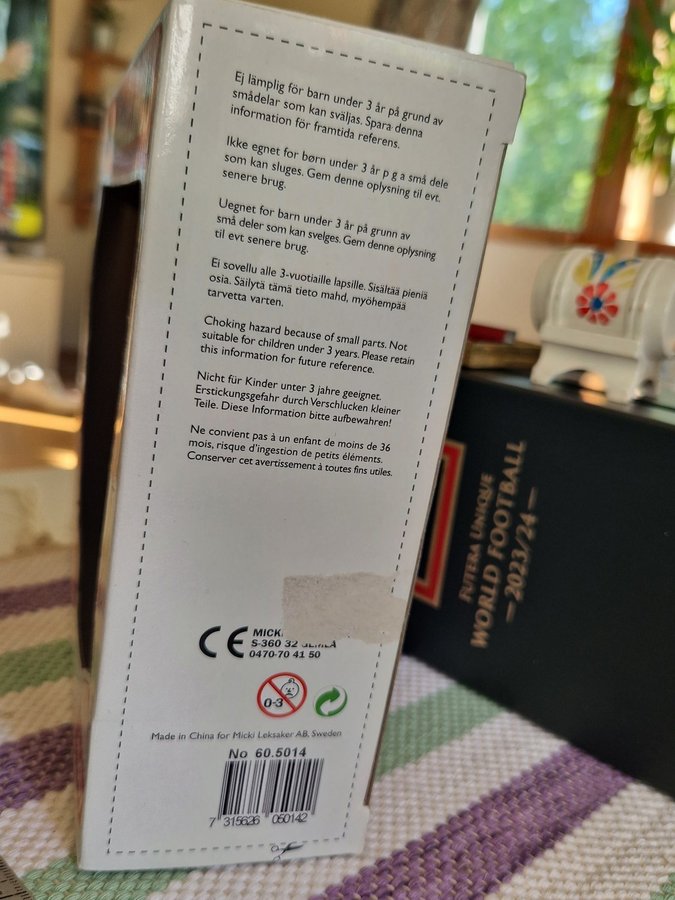 Ej lämplig för barn under 3 år på grund av
smådelar som kan sväljas. Spara denna
information för framtida referens.
Ikke egnet for børn under 3 år p g a små dele
som kan sluges. Gem denne oplysning til evt.
senere brug.
Uegnet for barn under 3 år på grunn av
små deler som kan svelges. Gem denne oplysning
til evt senere brug.
Ei sovellu alle 3-vuotiaille lapsille. Sisältää pieniä
osia. Säilytä tämä tieto mahd, myöhempää
tarvetta varten.
Choking hazard because of small parts. Not
suitable for children under 3 years. Please retain
this information for future reference.
Nicht für Kinder unter 3 jahre geeignet.
Erstickungsgefahr durch Verschlucken kleiner
Teile. Diese Information bitte aufbewahren!
Ne convient pas à un enfant de moins de 36
mois, risque d'ingestion de petits éléments.
Conserver cet avertissement à toutes fins utiles.
CE MICKI
S-360 32
0470-70 41 50
0-3
Made in China for Micki Leksaker AB, Sweden
No 60.5014
7 315626 050142
FUTERA UNIQUE
WORLD FOOTBALL
— 2023/24 —